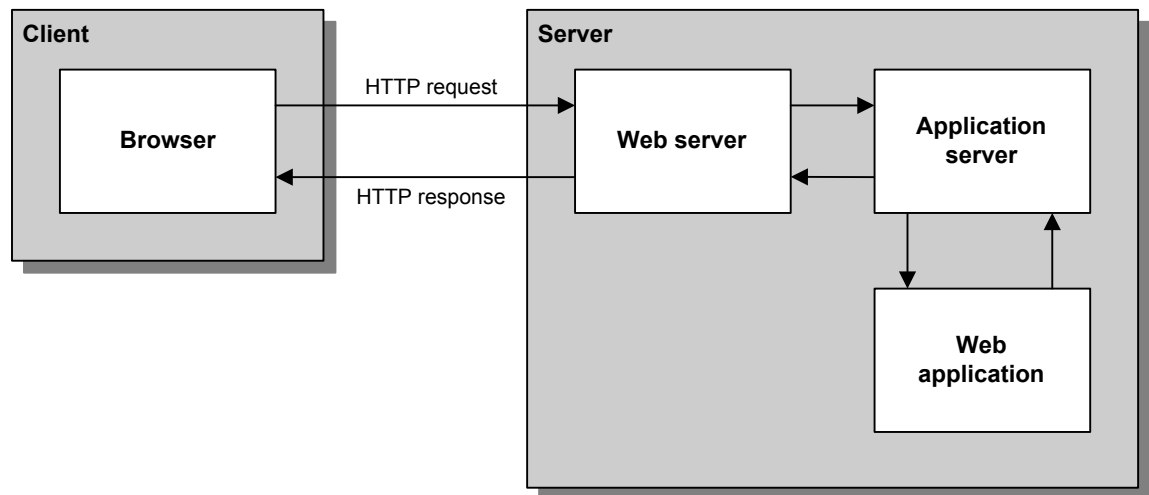 Client
Server
HTTP request
Browser
Web server
Application
server
HTTP response
Web
application